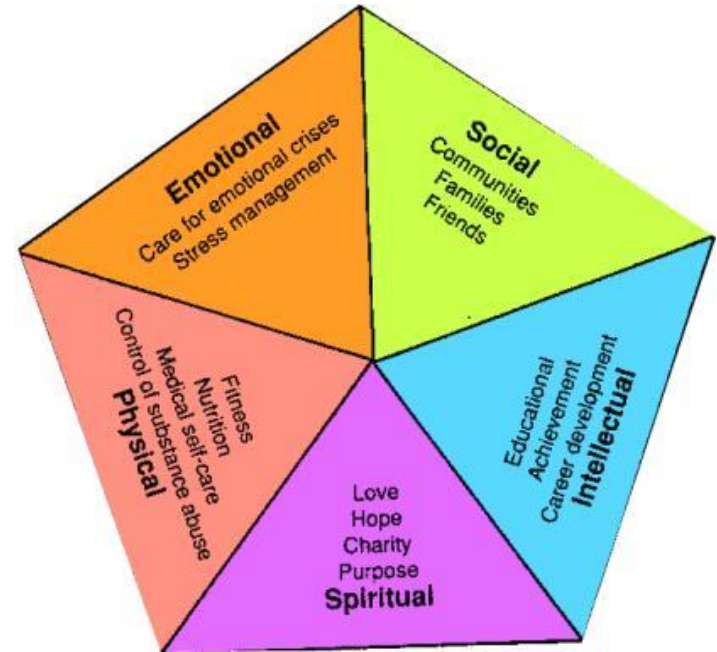 Emotional
Care for emotional crises
Stress management
Social
Communities
Families
Friends
Fitness
Nutrition
Medical self-care
Control of substance abuse
Physical
Educational
Achievement
Career development
Intellectual
Love
Hope
Charity
Purpose
Spiritual